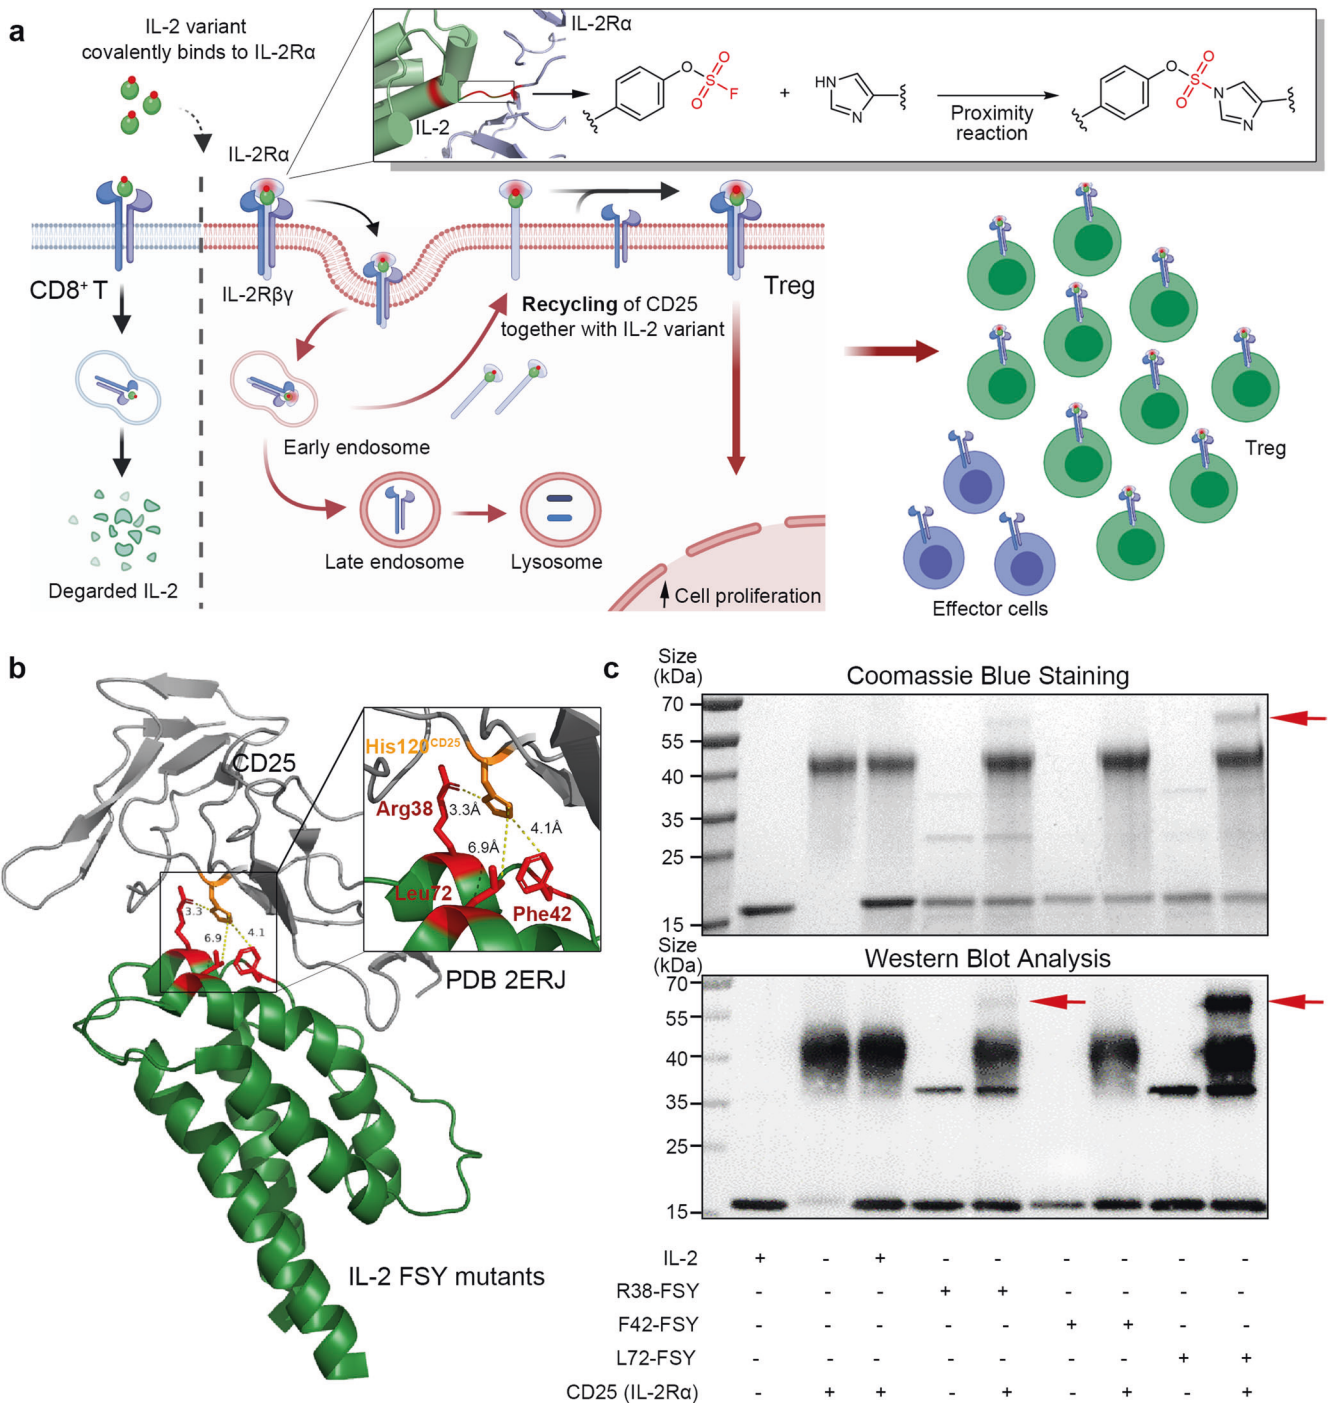 a
IL-2 variant
covalently binds to IL-2Rα
IL-2Rα
IL-2
O
S
O
O
F
+
HN
N
Proximity
reaction
O
S
O
O
N
N
IL-2Rα
CD8⁺ T
IL-2Rβγ
Recycling of CD25
together with IL-2 variant
Treg
Early endosome
Late endosome
Lysosome
Degarded IL-2
Cell proliferation
Treg
Effector cells
b
CD25
His120^CD25
Arg38
3.3Å
4.1Å
6.9Å
Leu72
Phe42
3.3
6.9
4.1
PDB 2ERJ
IL-2 FSY mutants
c
Size
(kDa)
Coomassie Blue Staining
70
55
40
35
25
15
Size
(kDa)
Western Blot Analysis
70
55
40
35
25
15
IL-2 + - + - - - - - -
R38-FSY - - - + + - - - -
F42-FSY - - - - - + + - -
L72-FSY - - - - - - - + +
CD25 (IL-2Rα) - + + - + - + - +